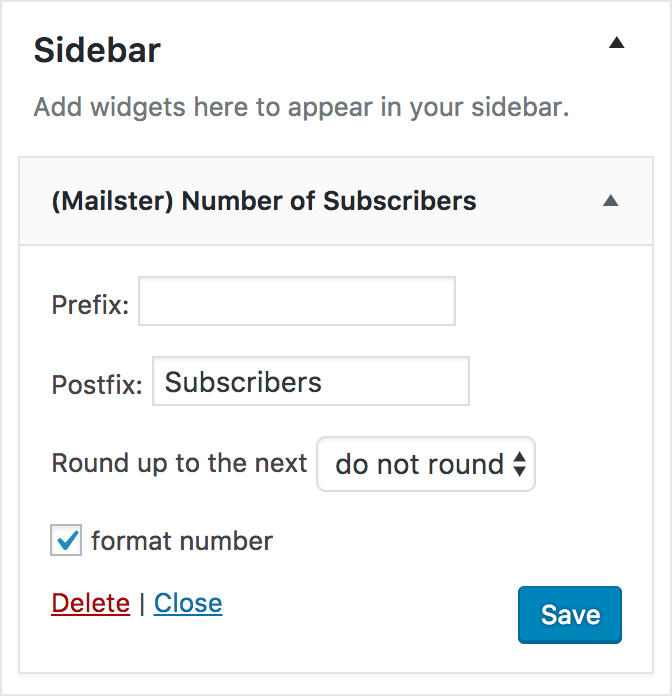 Sidebar
Add widgets here to appear in your sidebar.
(Mailster) Number of Subscribers
Prefix:
Postfix: Subscribers
Round up to the next do not round
format number
Delete | Close
Save